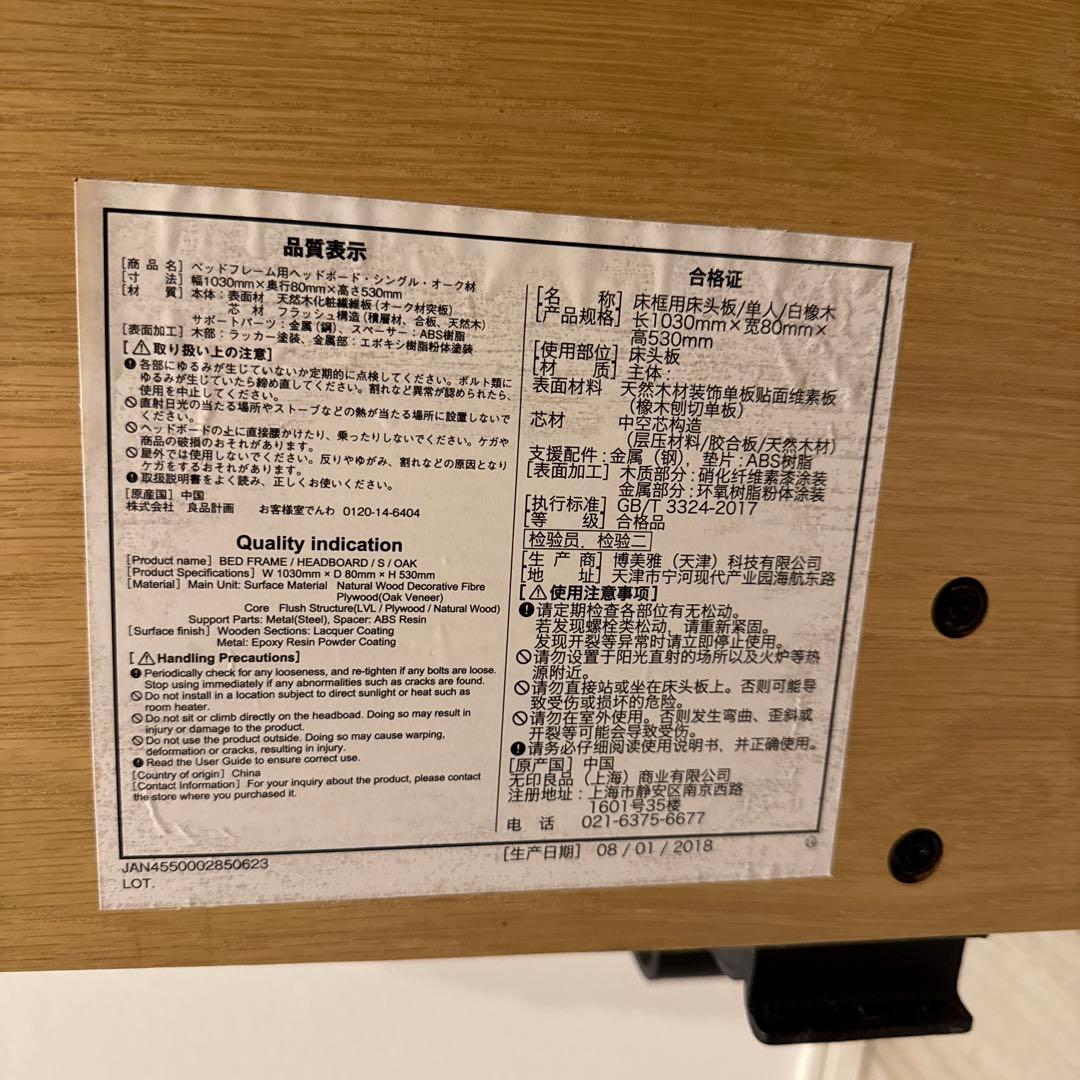 品質表示
[商 品 名] ベッドフレーム用ヘッドボード・シングル・オーク材
[寸 法] 幅1030mm×奥行80mm×高さ530mm
[材 質] 本体:表面材 天然木化粧繊維板(オーク材突板)
芯 材 フラッシュ構造(積層材、合板、天然木)
サポートパーツ:金属(鋼)、スペーサー:ABS樹脂
[表面加工] 木部:ラッカー塗装、金属部:エポキシ樹脂粉体塗装
[⚠取り扱い上の注意]
各部にゆるみが生じていないか定期的に点検してください。ボルト類に
ゆるみが生じていたら締め直してください。割れなど異常が認められたら、
使用を中止してください。
直射日光の当たる場所やストーブなどの熱が当たる場所に設置しないで
ください。
ヘッドボードの上に直接腰かけたり、乗ったりしないでください。ケガや
商品の破損のおそれがあります。
屋外では使用しないでください。反りやゆがみ、割れなどの原因となり
ケガをするおそれがあります。
取扱説明書をよく読み、正しくお使いください。
[原産国] 中国
株式会社 良品計画 お客様室でんわ 0120-14-6404
Quality indication
[Product name] BED FRAME / HEADBOARD / S / OAK
[Product Specifications] W 1030mm × D 80mm × H 530mm
[Material] Main Unit: Surface Material Natural Wood Decorative Fibre
Plywood(Oak Veneer)
Core Flush Structure(LVL / Plywood / Natural Wood)
Support Parts: Metal(Steel), Spacer: ABS Resin
[Surface finish] Wooden Sections: Lacquer Coating
Metal: Epoxy Resin Powder Coating
[⚠Handling Precautions]
Periodically check for any looseness, and re-tighten if any bolts are loose.
Stop using immediately if any abnormalities such as cracks are found.
Do not install in a location subject to direct sunlight or heat such as
room heater.
Do not sit or climb directly on the headboad. Doing so may result in
injury or damage to the product.
Do not use the product outside. Doing so may cause warping,
deformation or cracks, resulting in injury.
Read the User Guide to ensure correct use.
[Country of origin] China
[Contact Information] For your inquiry about the product, please contact
the store where you purchased it.
JAN4550002850623
LOT.
合格证
[名 称] 床框用床头板/单人/白橡木
[产品规格] 长1030mm×宽80mm×
高530mm
[使用部位] 床头板
[材 质] 主体:
表面材料 天然木材装饰单板贴面维素板
(橡木刨切单板)
芯材 中空芯构造
(层压材料/胶合板/天然木材)
支援配件:金属(钢),垫片:ABS树脂
[表面加工] 木质部分:硝化纤维素漆涂装
金属部分:环氧树脂粉体涂装
[执行标准] GB/T 3324-2017
[等 级] 合格品
检验员.检验二
[生 产 商] 博美雅(天津)科技有限公司
[地 址] 天津市宁河现代产业园海航东路
[⚠使用注意事项]
请定期检查各部位有无松动。
若发现螺栓类松动,请重新紧固。
发现开裂等异常时请立即停止使用。
请勿设置于阳光直射的场所以及火炉等热
源附近。
请勿直接站或坐在床头板上。否则可能导
致受伤或损坏的危险。
请勿在室外使用。否则发生弯曲、歪斜或
开裂等可能会导致受伤。
请务必仔细阅读使用说明书,并正确使用。
[原产国] 中国
无印良品(上海)商业有限公司
注册地址:上海市静安区南京西路
1601号35楼
电 话 021-6375-6677
[生产日期] 08 / 01 / 2018